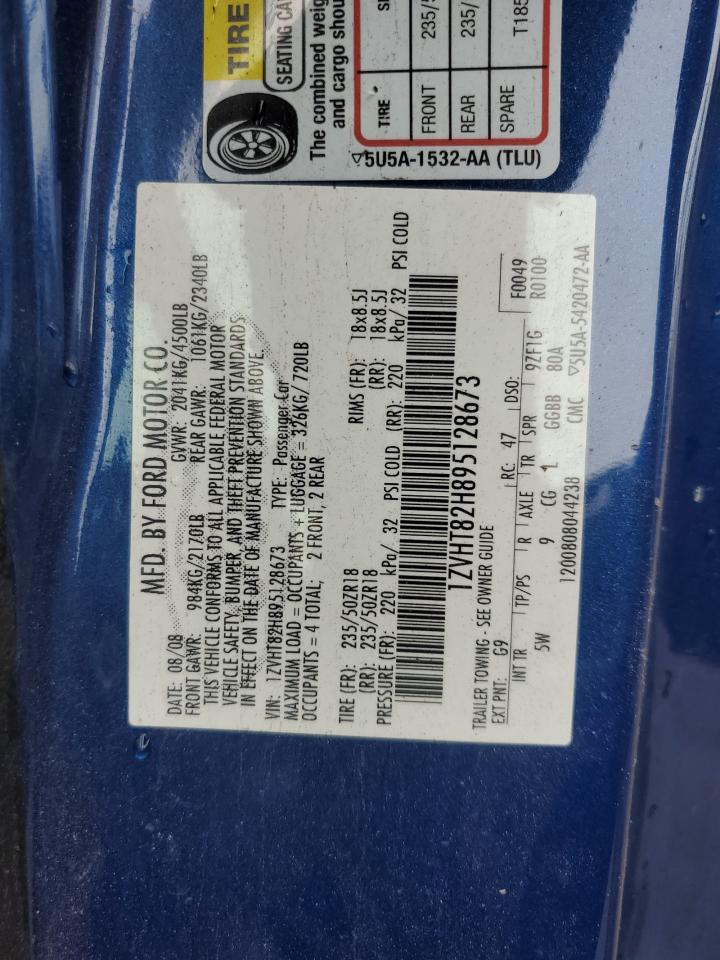 TIRE
SEATING CA
The combined weig
and cargo shou
TIRE SI
FRONT 235/5
REAR 235/
SPARE T185
▽5U5A-1532-AA (TLU)
MFD. BY FORD MOTOR CO.
DATE: 08/08 GVWR: 2041KG/4500LB
FRONT GAWR: 984KG/2170LB REAR GAWR: 1061KG/2340LB
THIS VEHICLE CONFORMS TO ALL APPLICABLE FEDERAL MOTOR
VEHICLE SAFETY, BUMPER, AND THEFT PREVENTION STANDARDS
IN EFFECT ON THE DATE OF MANUFACTURE SHOWN ABOVE.
VIN: 1ZVHT82H895128673 TYPE: Passenger Car
MAXIMUM LOAD = OCCUPANTS + LUGGAGE = 326KG/ 720LB
OCCUPANTS = 4 TOTAL; 2 FRONT, 2 REAR
TIRE (FR): 235/50ZR18 RIMS (FR): 18x8.5J
(RR): 235/50ZR18 (RR): 18x8.5J
PRESSURE (FR): 220 kPa/ 32 PSI COLD (RR): 220 kPa/ 32 PSI COLD
1ZVHT82H895128673
TRAILER TOWING - SEE OWNER GUIDE
EXT PNT: G9 RC: 47 DSO: F0049
INT TR TP/PS R AXLE TR SPR 9ZF1G R0100
5W 9 CG L GGBB 80A
1200808044238 CMC ▽5U5A-5420472-AA